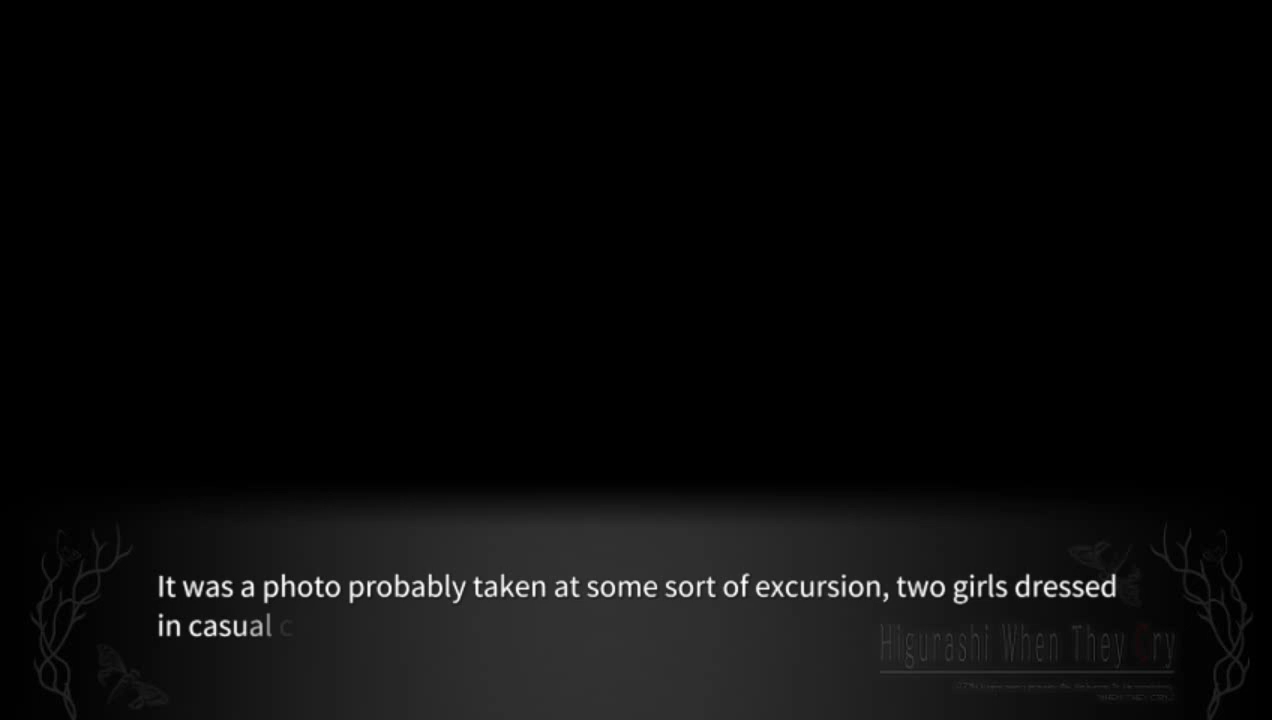 It was a photo probably taken at some sort of excursion, two girls dressed
in casual c
Higurashi When They Cry